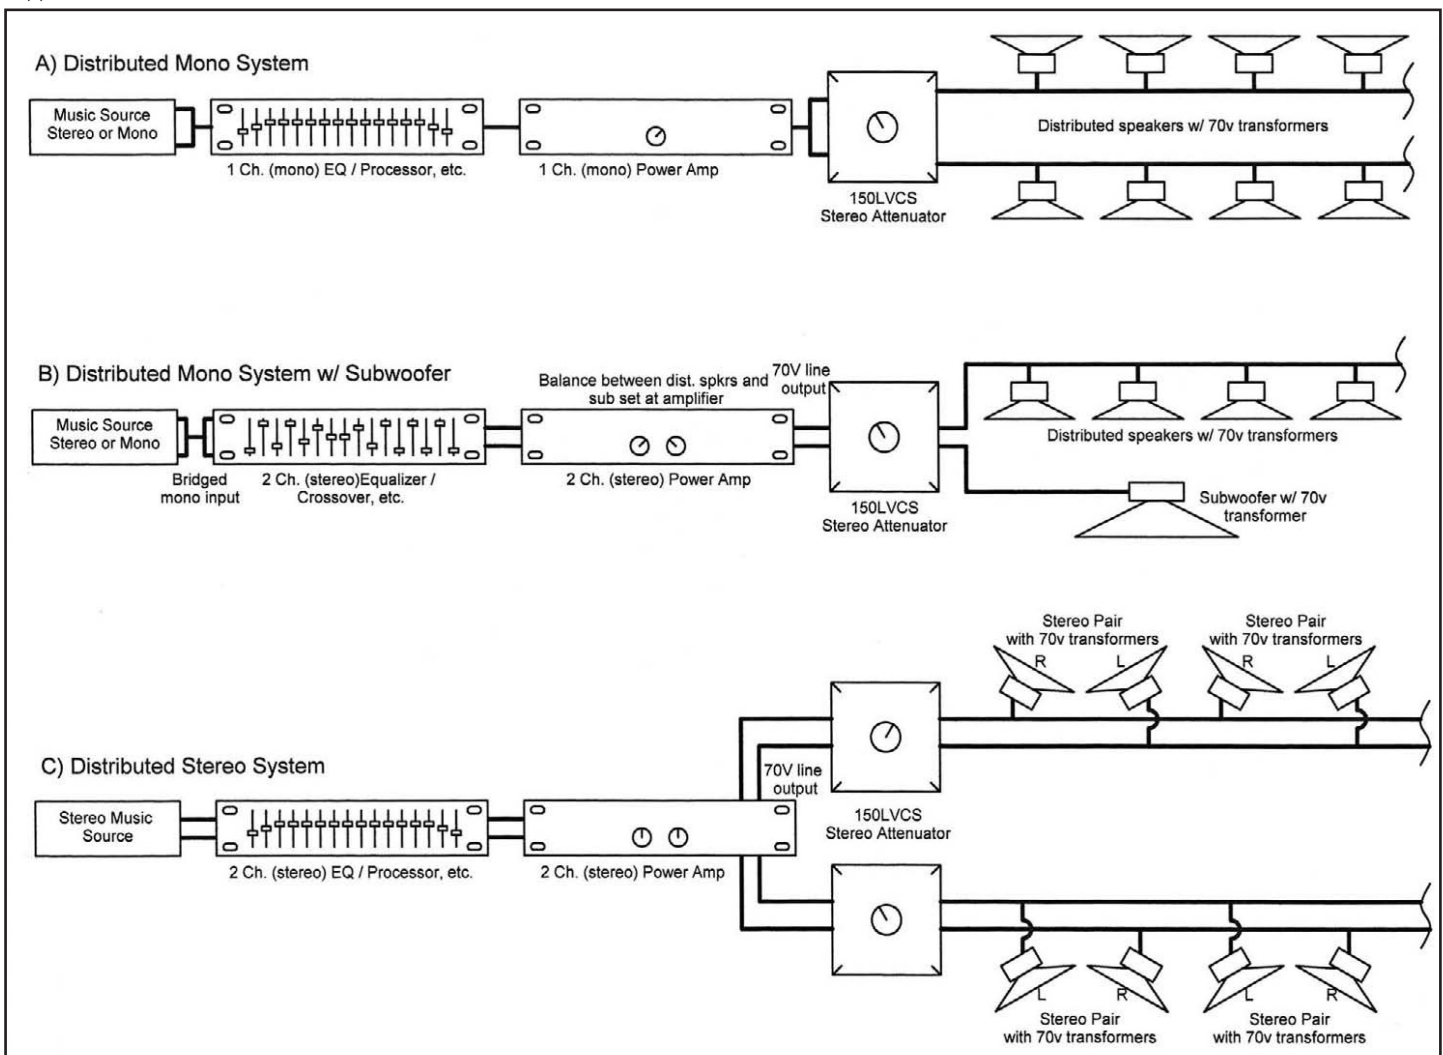 A) Distributed Mono System
Music Source
Stereo or Mono
1 Ch. (mono) EQ / Processor, etc.
1 Ch. (mono) Power Amp
150LVCS
Stereo Attenuator
Distributed speakers w/ 70v transformers
B) Distributed Mono System w/ Subwoofer
Music Source
Stereo or Mono
Bridged
mono input
2 Ch. (stereo)Equalizer /
Crossover, etc.
Balance between dist. spkrs and
sub set at amplifier
2 Ch. (stereo) Power Amp
70V line
output
150LVCS
Stereo Attenuator
Distributed speakers w/ 70v transformers
Subwoofer w/ 70v
transformer
C) Distributed Stereo System
Stereo Music
Source
2 Ch. (stereo) EQ / Processor, etc.
2 Ch. (stereo) Power Amp
70V line
output
150LVCS
Stereo Attenuator
Stereo Pair
with 70v transformers
R
L
Stereo Pair
with 70v transformers
R
L
L
R
Stereo Pair
with 70v transformers
L
R
Stereo Pair
with 70v transformers